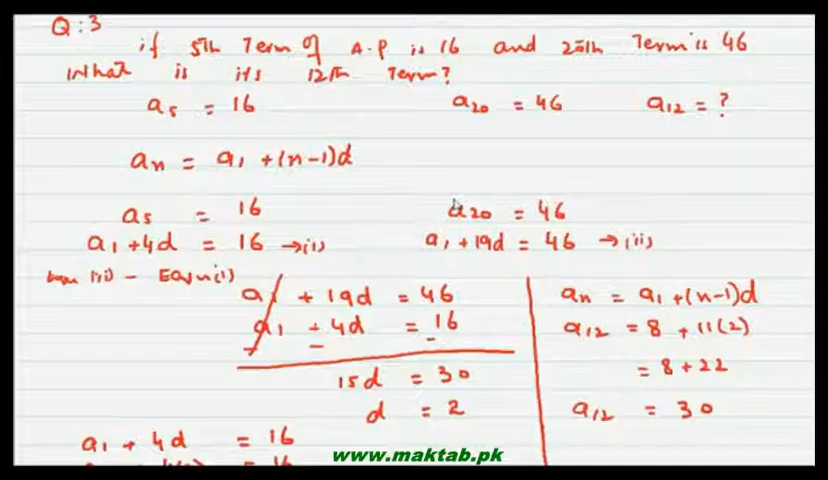 Q:3
if 5th Term of A.P is 16 and 20th Term is 46
What is its 12th Term?
a5 = 16 a20 = 46 a12 = ?
an = a1 + (n-1)d
a5 = 16 a20 = 46
a1 + 4d = 16 →(i) a1 + 19d = 46 →(ii)
(ii) - Eqn(i)
a1 + 19d = 46
a1 + 4d = 16
- - -
15d = 30
d = 2
a1 + 4d = 16
an = a1 + (n-1)d
a12 = 8 + 11(2)
= 8 + 22
a12 = 30
www.maktab.pk